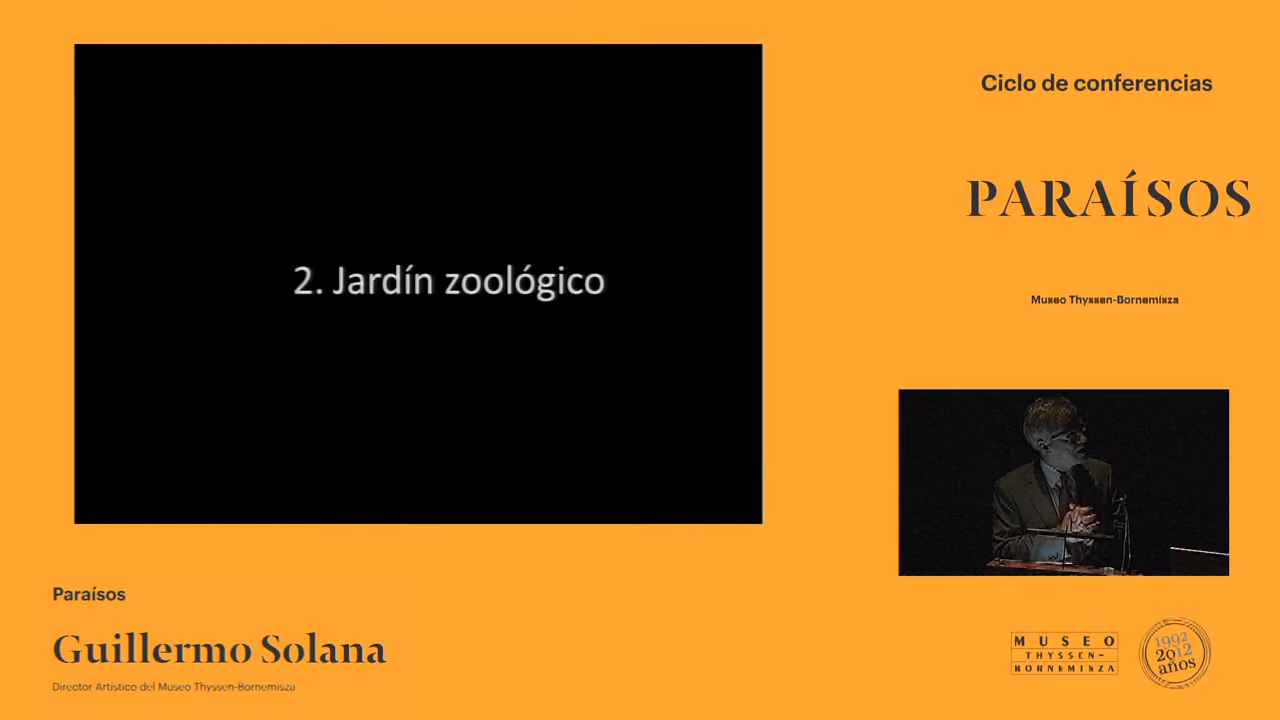 2. Jardín zoológico
Ciclo de conferencias
PARAÍSOS
Museo Thyssen-Bornemisza
Paraísos
Guillermo Solana
Director Artístico del Museo Thyssen-Bornemisza
MUSEO
THYSSEN-
BORNEMISZA
1992
2012
años